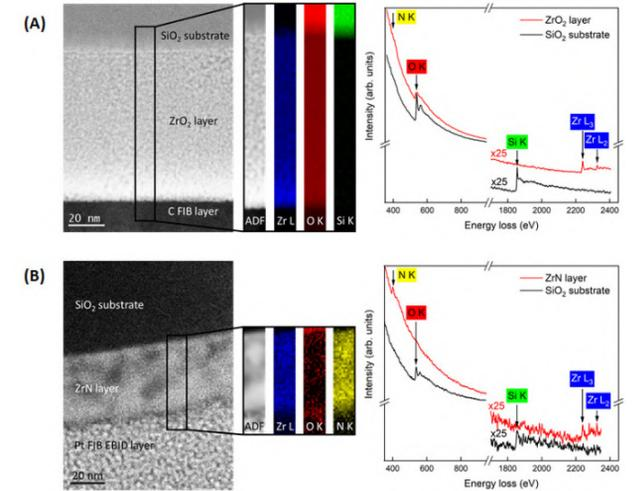 (A)
SiO₂ substrate
ZrO₂ layer
C FIB layer
20 nm
ADF
Zr L
O K
Si K
Intensity (arb. units)
N K
O K
Si K
Zr L₃
Zr L₂
ZrO₂ layer
SiO₂ substrate
x25
x25
400 600 1800 2000 2200 2400
Energy loss (eV)
(B)
SiO₂ substrate
ZrN layer
Pt FIB EBID layer
20 nm
ADF
Zr L
O K
N K
Intensity (arb. units)
N K
O K
Si K
Zr L₃
Zr L₂
ZrN layer
SiO₂ substrate
x25
x25
400 600 800 1800 2000 2200 2400
Energy loss (eV)